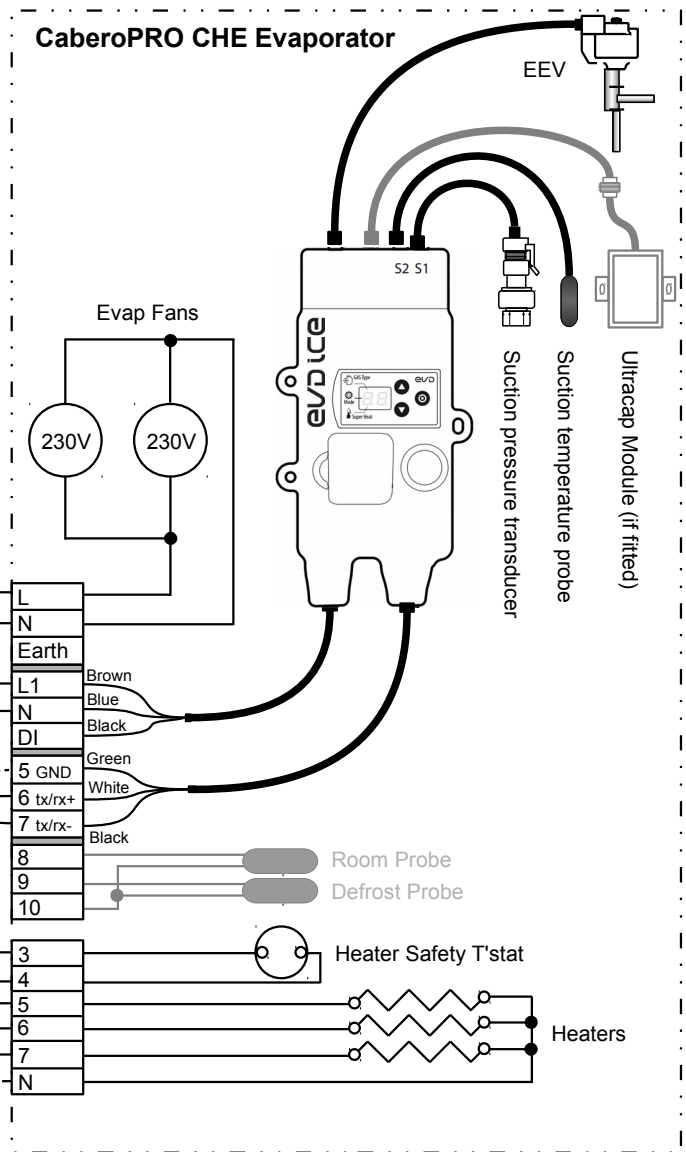 CaberoPRO CHE Evaporator
EEV
S2 S1
Evap Fans
evdice
GAS Type
Mode
Super Heat
88
evd
230V
230V
Suction pressure transducer
Suction temperature probe
Ultracap Module (if fitted)
L
N
Earth
L1
Brown
N
Blue
DI
Black
5 GND
Green
6 tx/rx+
White
7 tx/rx-
Black
8
9
10
Room Probe
Defrost Probe
3
4
5
6
7
N
Heater Safety T'stat
Heaters